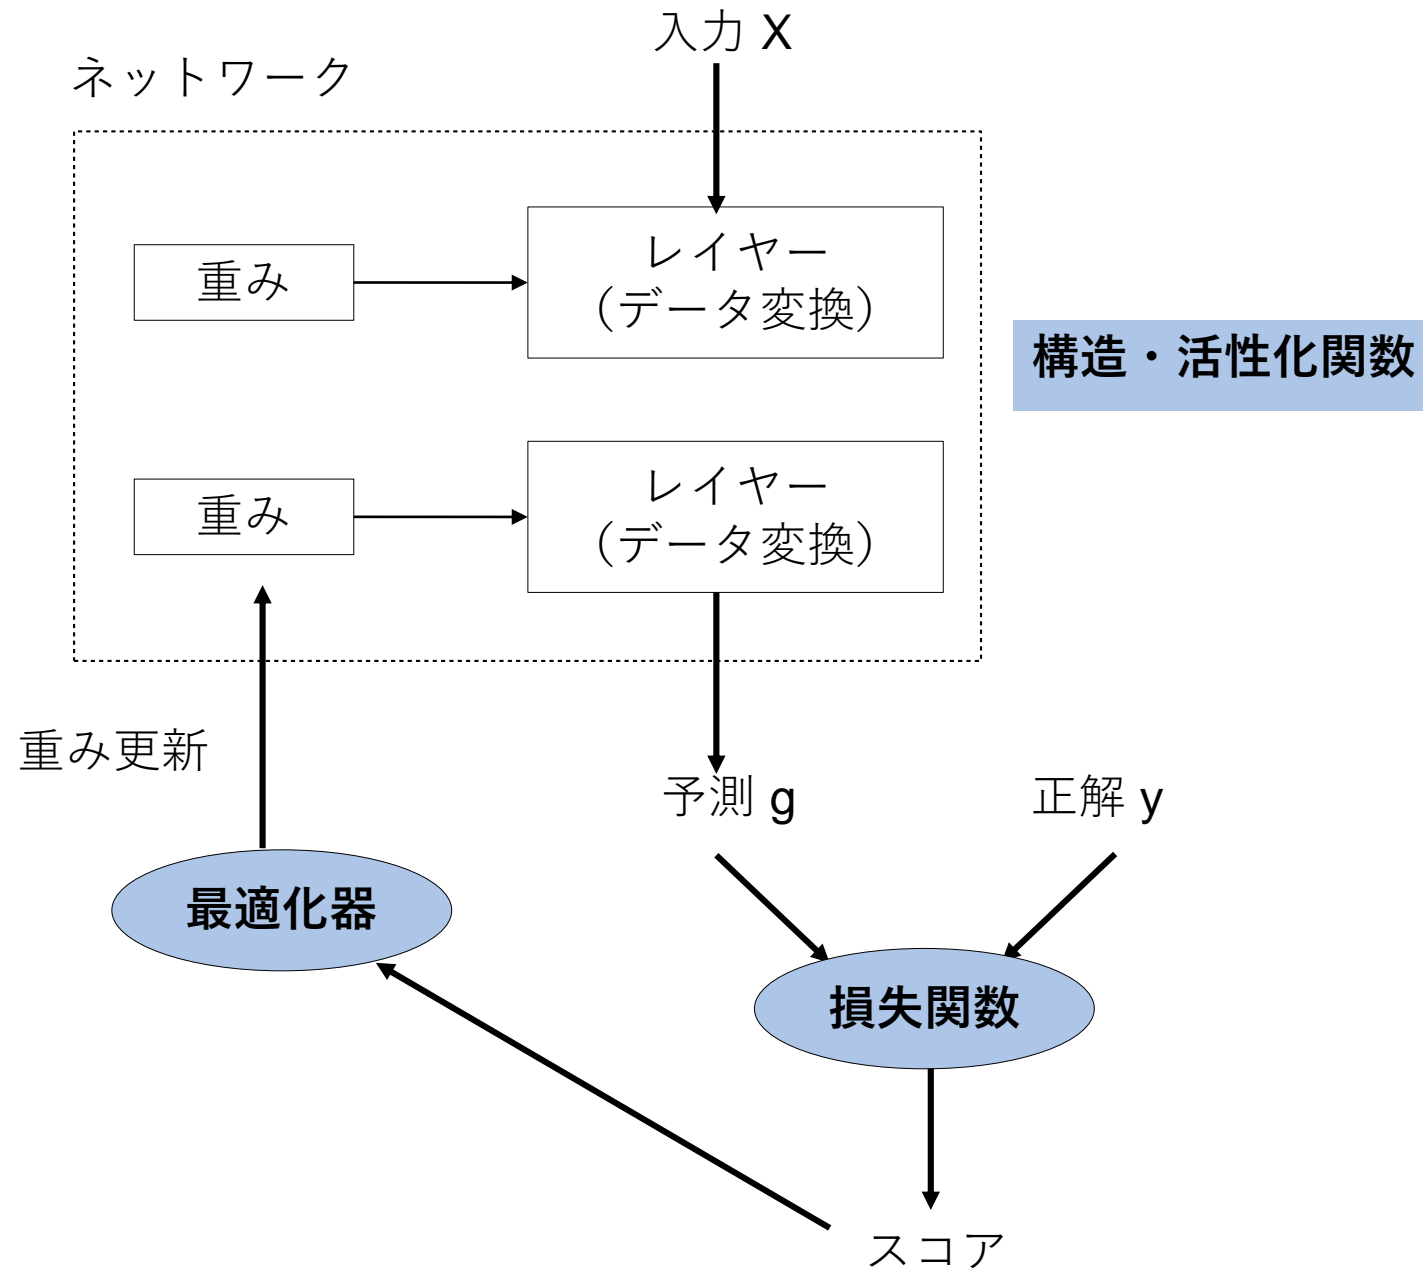 入力 X
ネットワーク
重み
レイヤー
（データ変換）
構造・活性化関数
重み
レイヤー
（データ変換）
重み更新
予測 g
正解 y
最適化器
損失関数
スコア